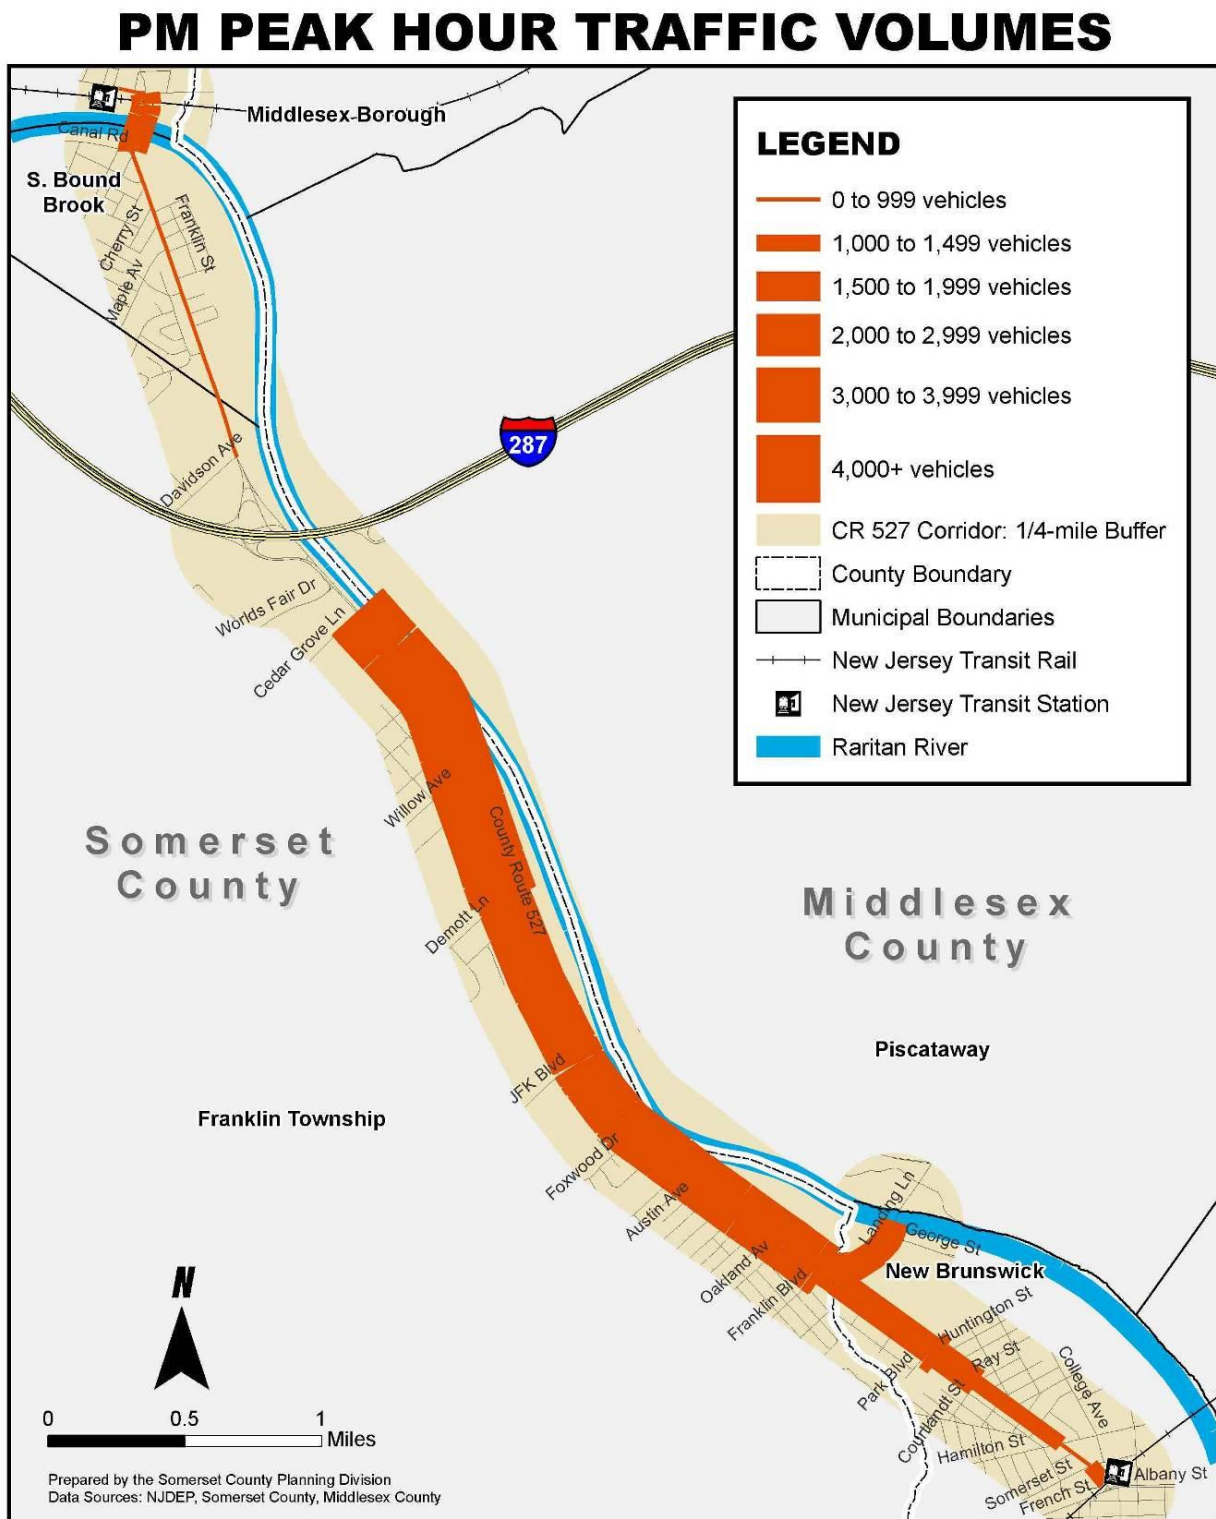 PM PEAK HOUR TRAFFIC VOLUMES
Middlesex Borough
Canal Rd
S. Bound
Brook
Cherry St
Franklin St
Maple Av
LEGEND
0 to 999 vehicles
1,000 to 1,499 vehicles
1,500 to 1,999 vehicles
2,000 to 2,999 vehicles
3,000 to 3,999 vehicles
4,000+ vehicles
CR 527 Corridor: 1/4-mile Buffer
County Boundary
Municipal Boundaries
New Jersey Transit Rail
New Jersey Transit Station
Raritan River
287
Davidson Ave
Worlds Fair Dr
Cedar Grove Ln
Willow Ave
County Route 527
Somerset
County
Demott Ln
Middlesex
County
Piscataway
JFK Blvd
Franklin Township
Foxwood Dr
Austin Ave
Landing Ln
George St
Oakland Av
New Brunswick
Franklin Blvd
Huntington St
Ray St
Park Blvd
College Ave
Courtlandt St
Hamilton St
Somerset St
French St
Albany St
N
0 0.5 1
Miles
Prepared by the Somerset County Planning Division
Data Sources: NJDEP, Somerset County, Middlesex County